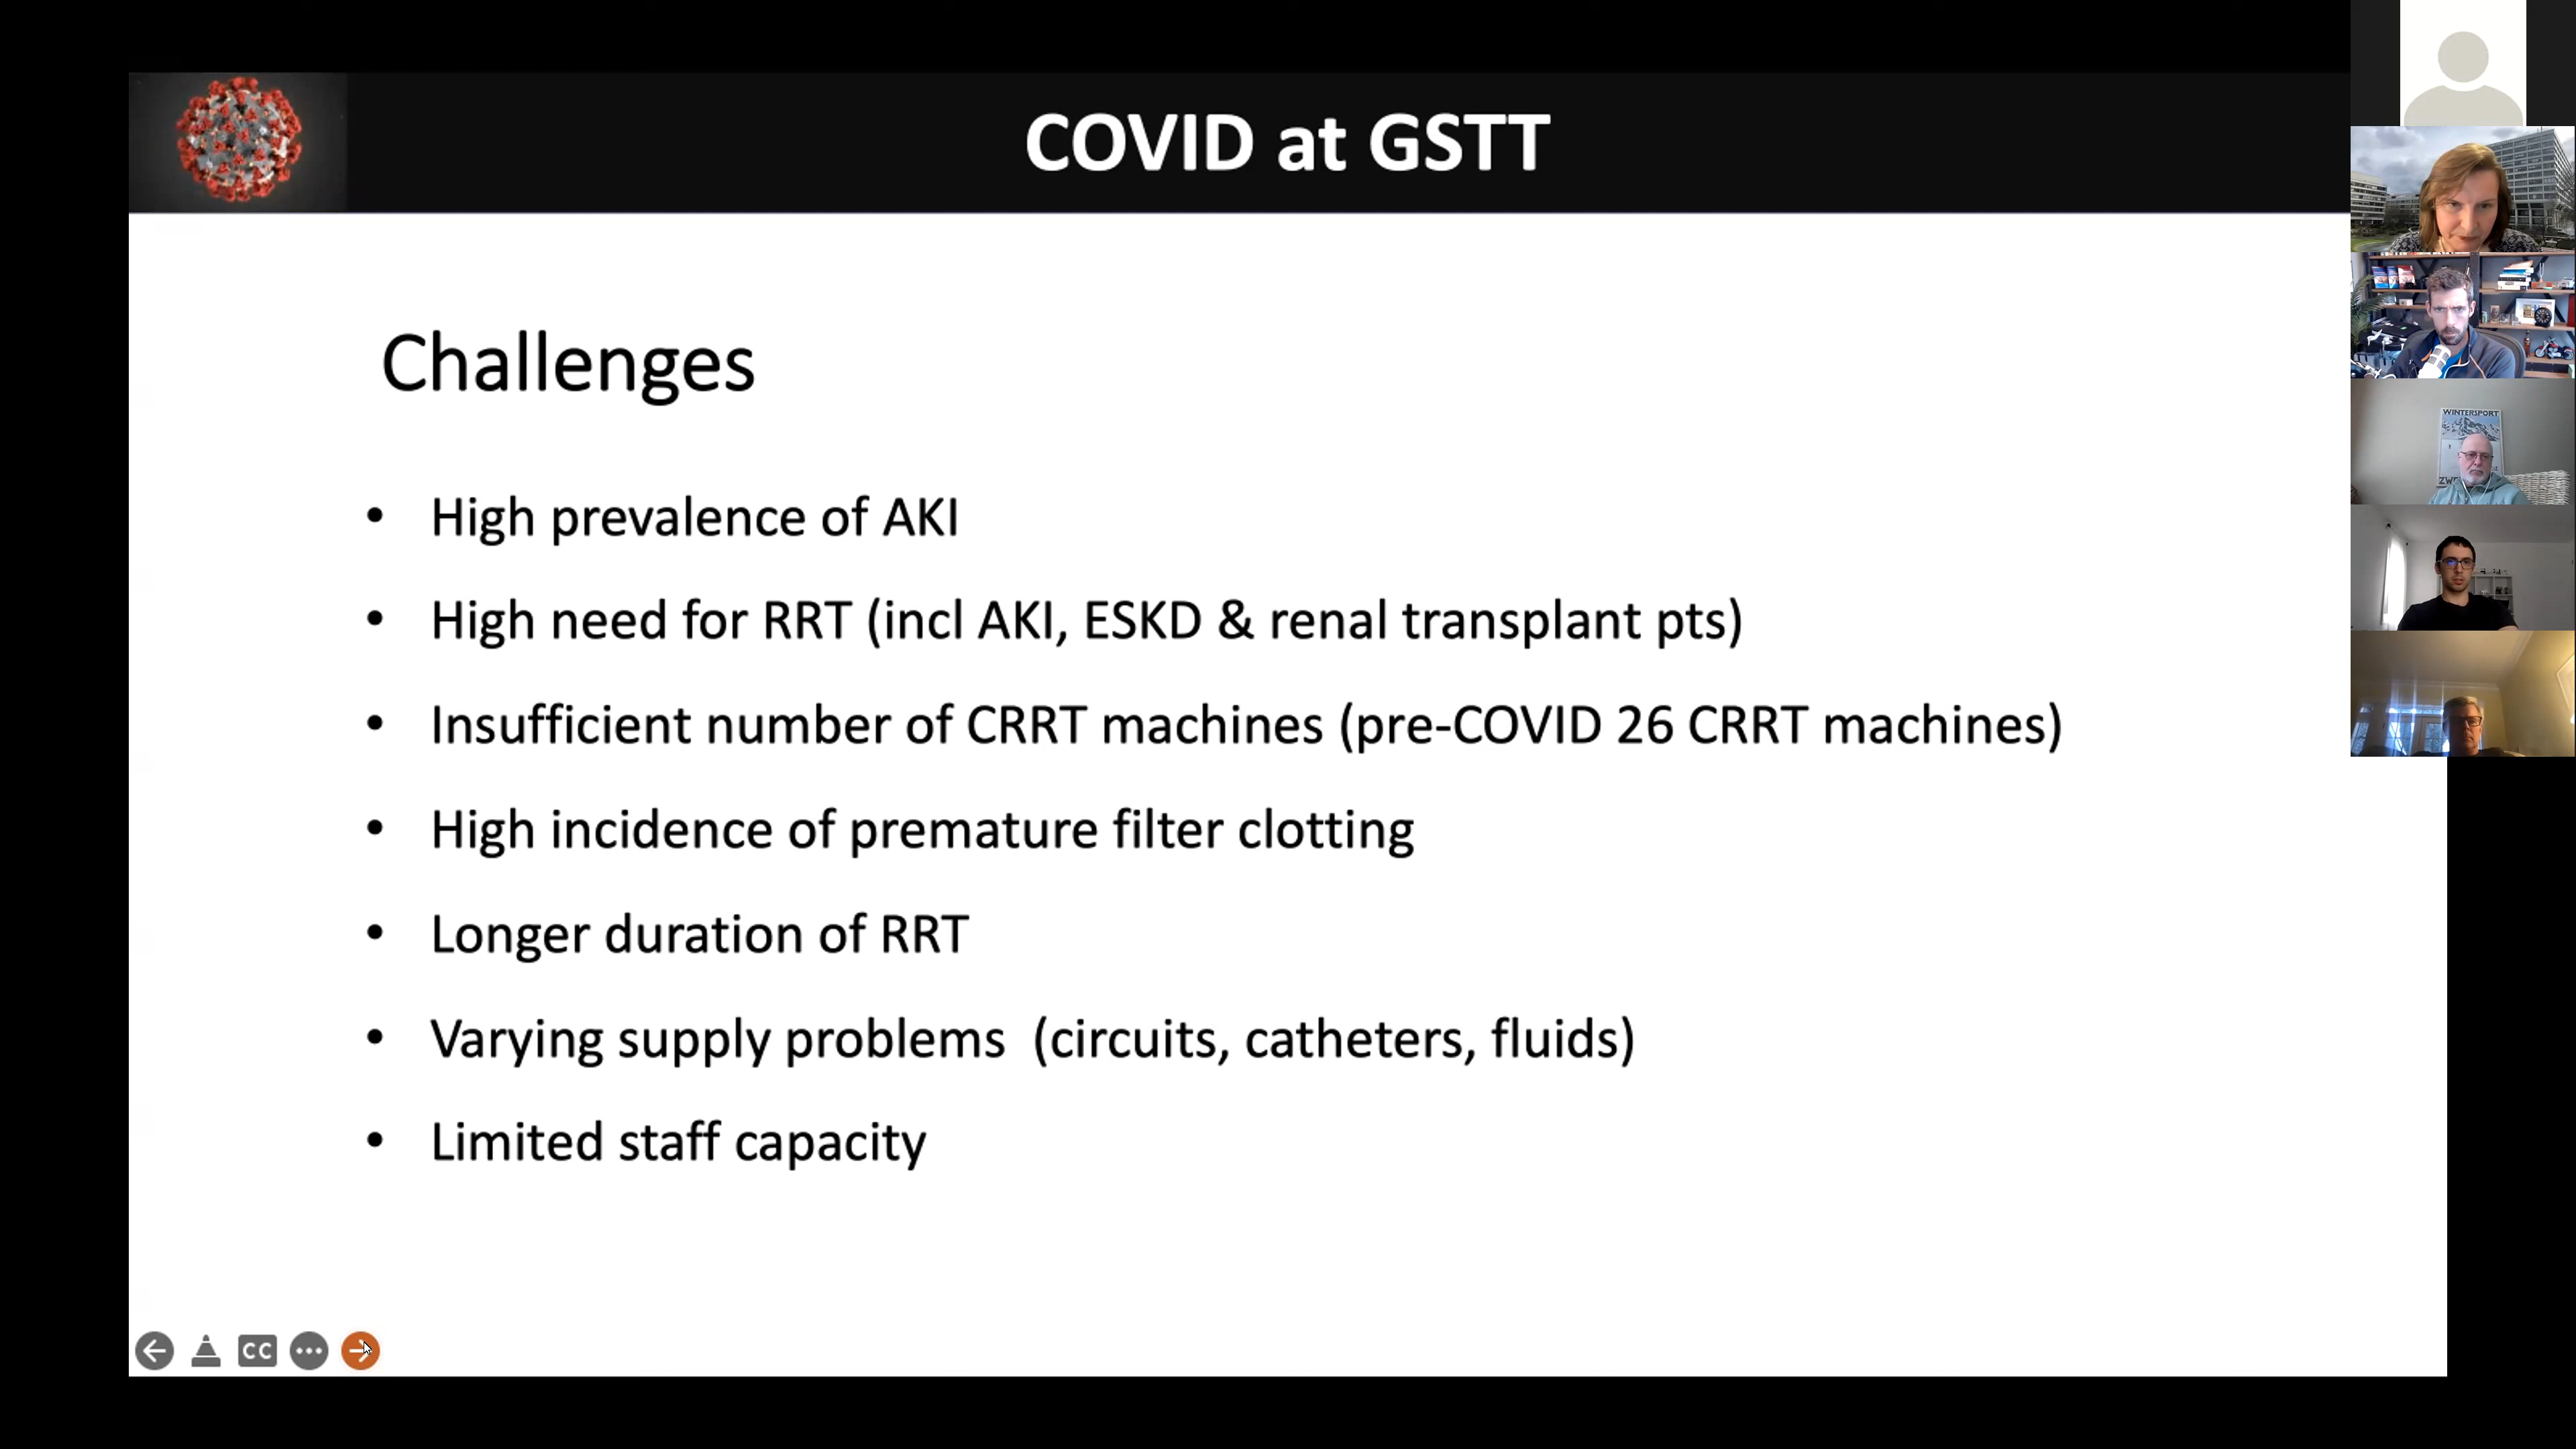 COVID at GSTT
Challenges
• High prevalence of AKI
• High need for RRT (incl AKI, ESKD & renal transplant pts)
• Insufficient number of CRRT machines (pre-COVID 26 CRRT machines)
• High incidence of premature filter clotting
• Longer duration of RRT
• Varying supply problems  (circuits, catheters, fluids)
• Limited staff capacity
CC
WINTERSPORT